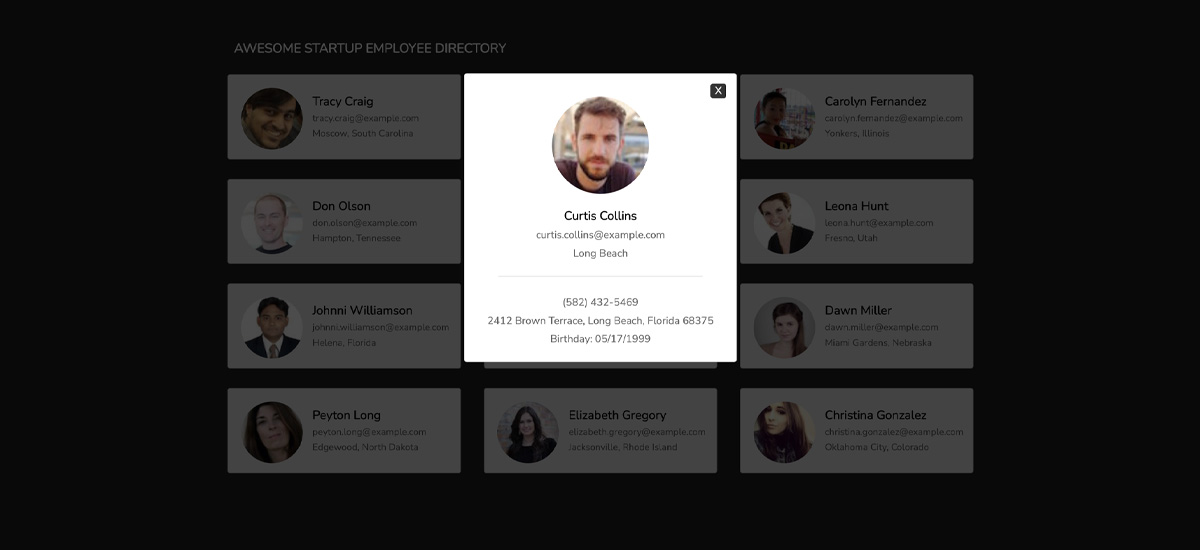 AWESOME STARTUP EMPLOYEE DIRECTORY
Tracy Craig
tracy.craig@example.com
Moscow, South Carolina
X
Curtis Collins
curtis.collins@example.com
Long Beach
(582) 432-5469
2412 Brown Terrace, Long Beach, Florida 68375
Birthday: 05/17/1999
Carolyn Fernandez
carolyn.fernandez@example.com
Yonkers, Illinois
Don Olson
don.olson@example.com
Hampton, Tennessee
Leona Hunt
leona.hunt@example.com
Fresno, Utah
Johnni Williamson
johnni.williamson@example.com
Helena, Florida
Dawn Miller
dawn.miller@example.com
Miami Gardens, Nebraska
Peyton Long
peyton.long@example.com
Edgewood, North Dakota
Elizabeth Gregory
elizabeth.gregory@example.com
Jacksonville, Rhode Island
Christina Gonzalez
christina.gonzalez@example.com
Oklahoma City, Colorado